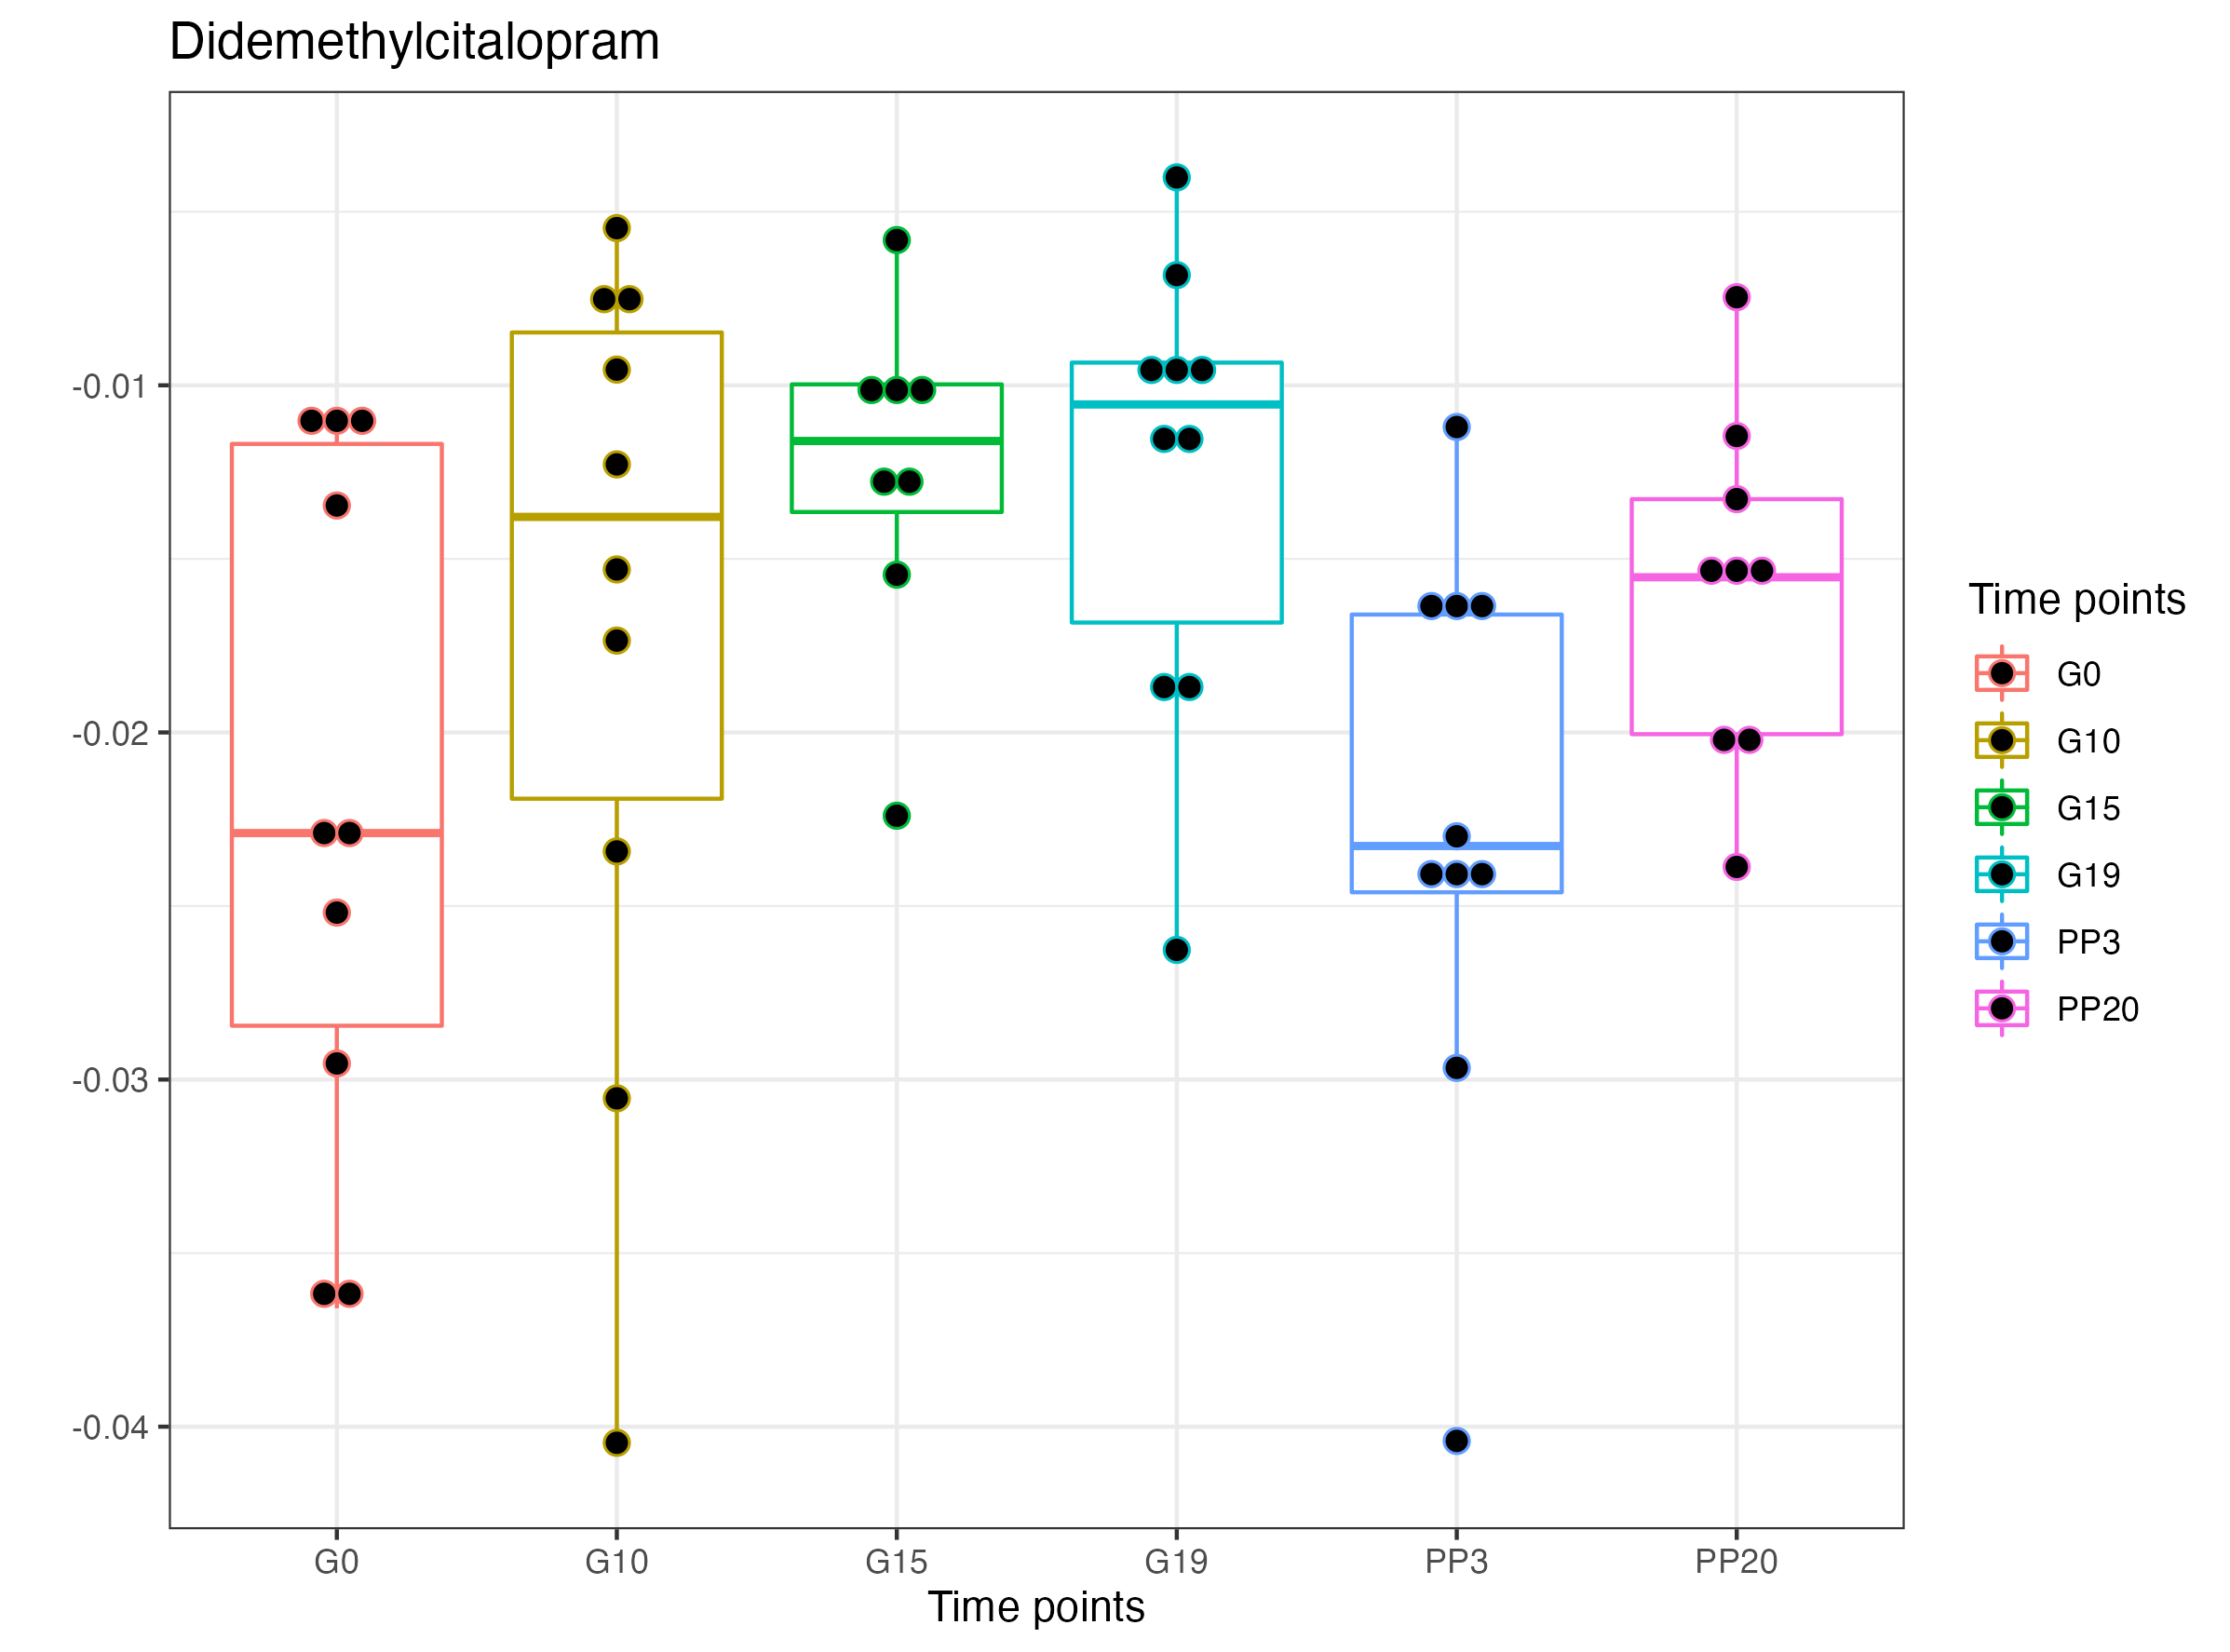 Didemethylcitalopram
-0.01
-0.02
-0.03
-0.04
G0 G10 G15 G19 PP3 PP20
Time points
Time points
G0
G10
G15
G19
PP3
PP20